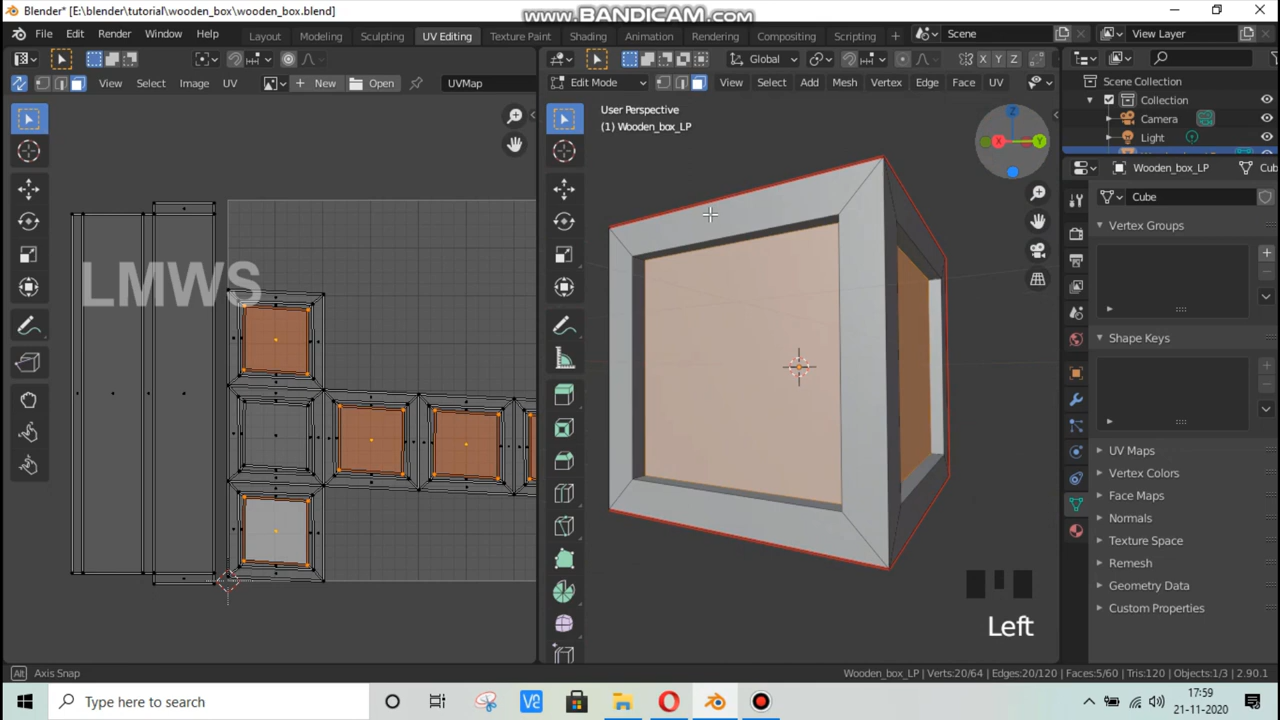 Blender* [E:\blender\tutorial\wooden_box\wooden_box.blend]
www.BANDICAM.com
File Edit Render Window Help
Layout Modeling Sculpting UV Editing Texture Paint Shading Animation Rendering Compositing Scripting +
Scene
View Layer
Global
X Y Z
View Select Image UV
+ New Open
UVMap
Edit Mode
View Select Add Mesh Vertex Edge Face UV
Scene Collection
Collection
Camera
Light
User Perspective
(1) Wooden_box_LP
Z
X
Y
Wooden_box_LP
Cube
Vertex Groups
Shape Keys
UV Maps
Vertex Colors
Face Maps
Normals
Texture Space
Remesh
Geometry Data
Custom Properties
LMWS
Left
Alt Axis Snap
Wooden_box_LP | Verts:20/64 | Edges:20/120 | Faces:5/60 | Tris:120 | Objects:1/3 | 2.90.1
Type here to search
17:59
21-11-2020